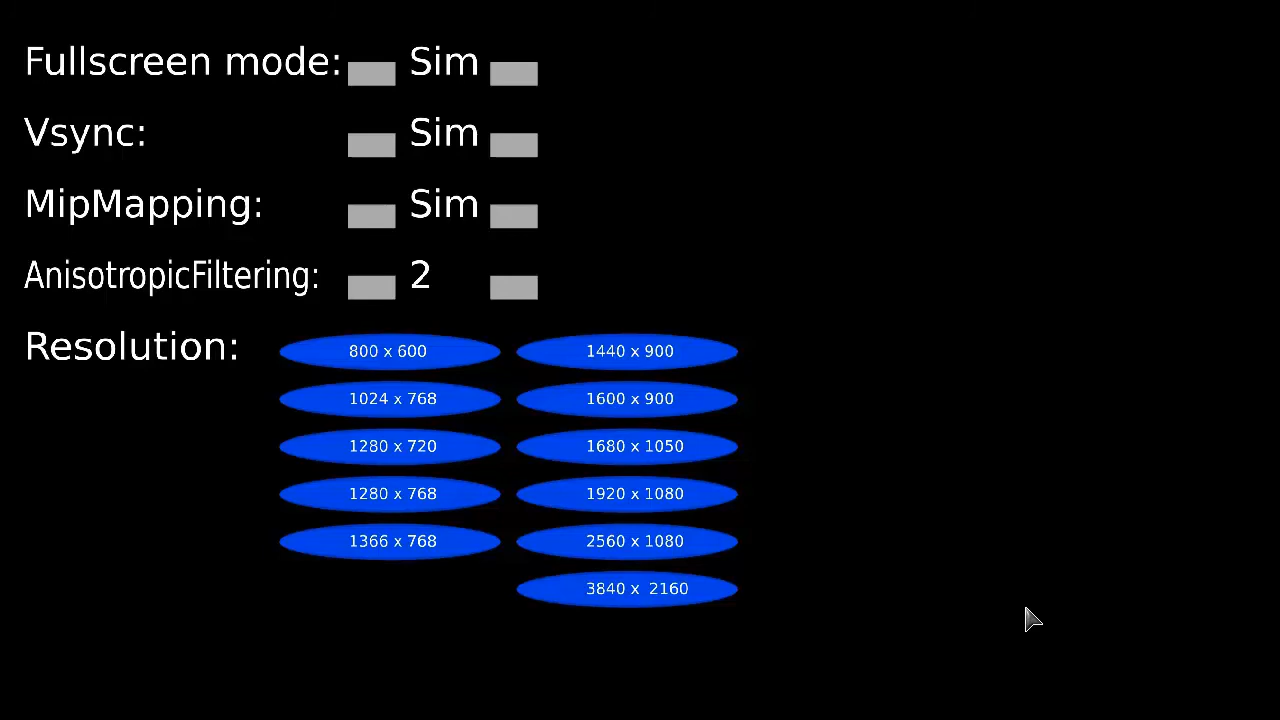 Fullscreen mode: Sim
Vsync: Sim
MipMapping: Sim
AnisotropicFiltering: 2
Resolution: 800 x 600 1440 x 900
1024 x 768 1600 x 900
1280 x 720 1680 x 1050
1280 x 768 1920 x 1080
1366 x 768 2560 x 1080
3840 x  2160